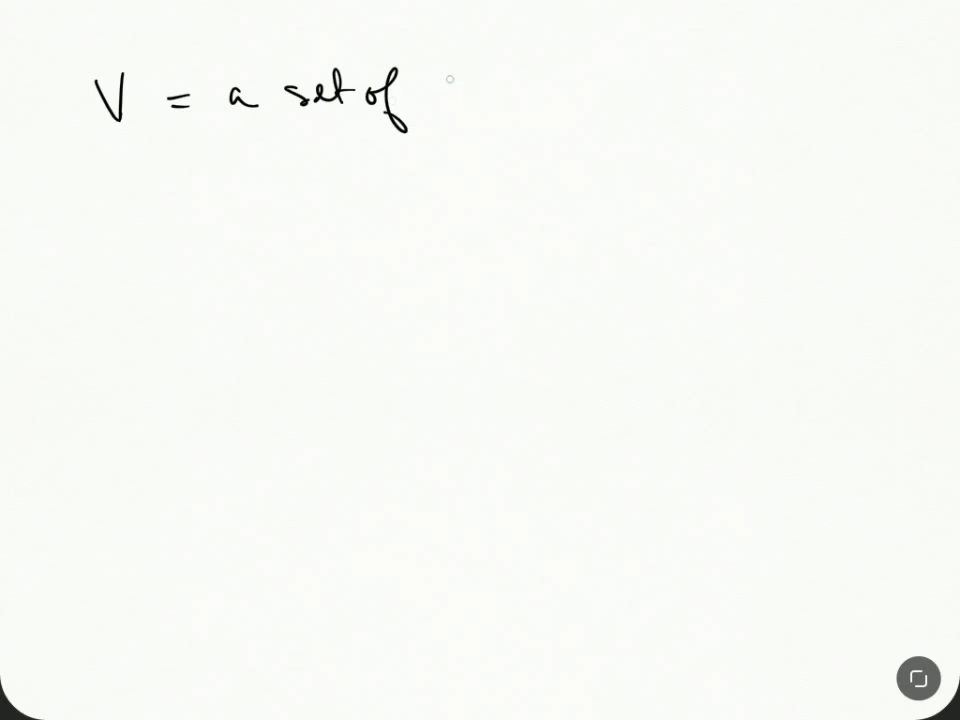 V = a set of